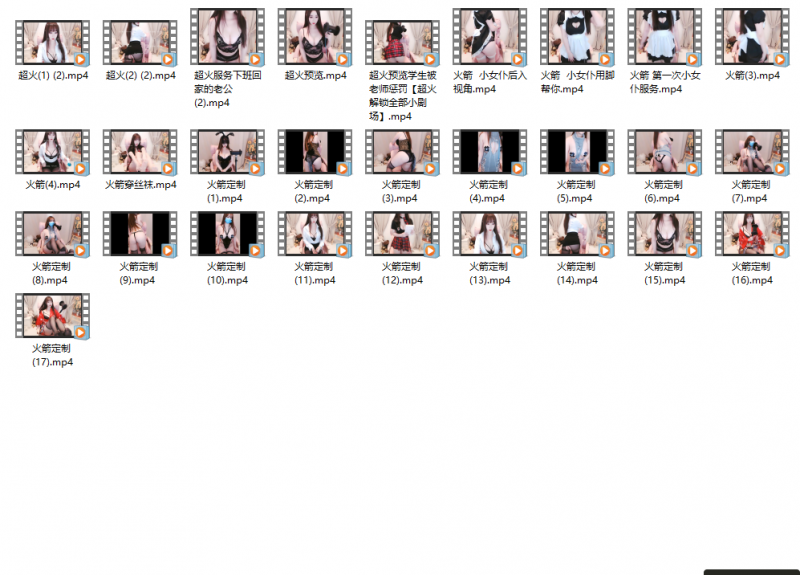 超火(1) (2).mp4
超火(2) (2).mp4
超火服务下班回
家的老公
(2).mp4
超火预览.mp4
超火预览学生被
老师惩罚【超火
解锁全部小剧
场】.mp4
火箭 小女仆后入
视角.mp4
火箭 小女仆用脚
帮你.mp4
火箭 第一次小女
仆服务.mp4
火箭(3).mp4
火箭(4).mp4
火箭穿丝袜.mp4
火箭定制
(1).mp4
火箭定制
(2).mp4
火箭定制
(3).mp4
火箭定制
(4).mp4
火箭定制
(5).mp4
火箭定制
(6).mp4
火箭定制
(7).mp4
火箭定制
(8).mp4
火箭定制
(9).mp4
火箭定制
(10).mp4
火箭定制
(11).mp4
火箭定制
(12).mp4
火箭定制
(13).mp4
火箭定制
(14).mp4
火箭定制
(15).mp4
火箭定制
(16).mp4
火箭定制
(17).mp4